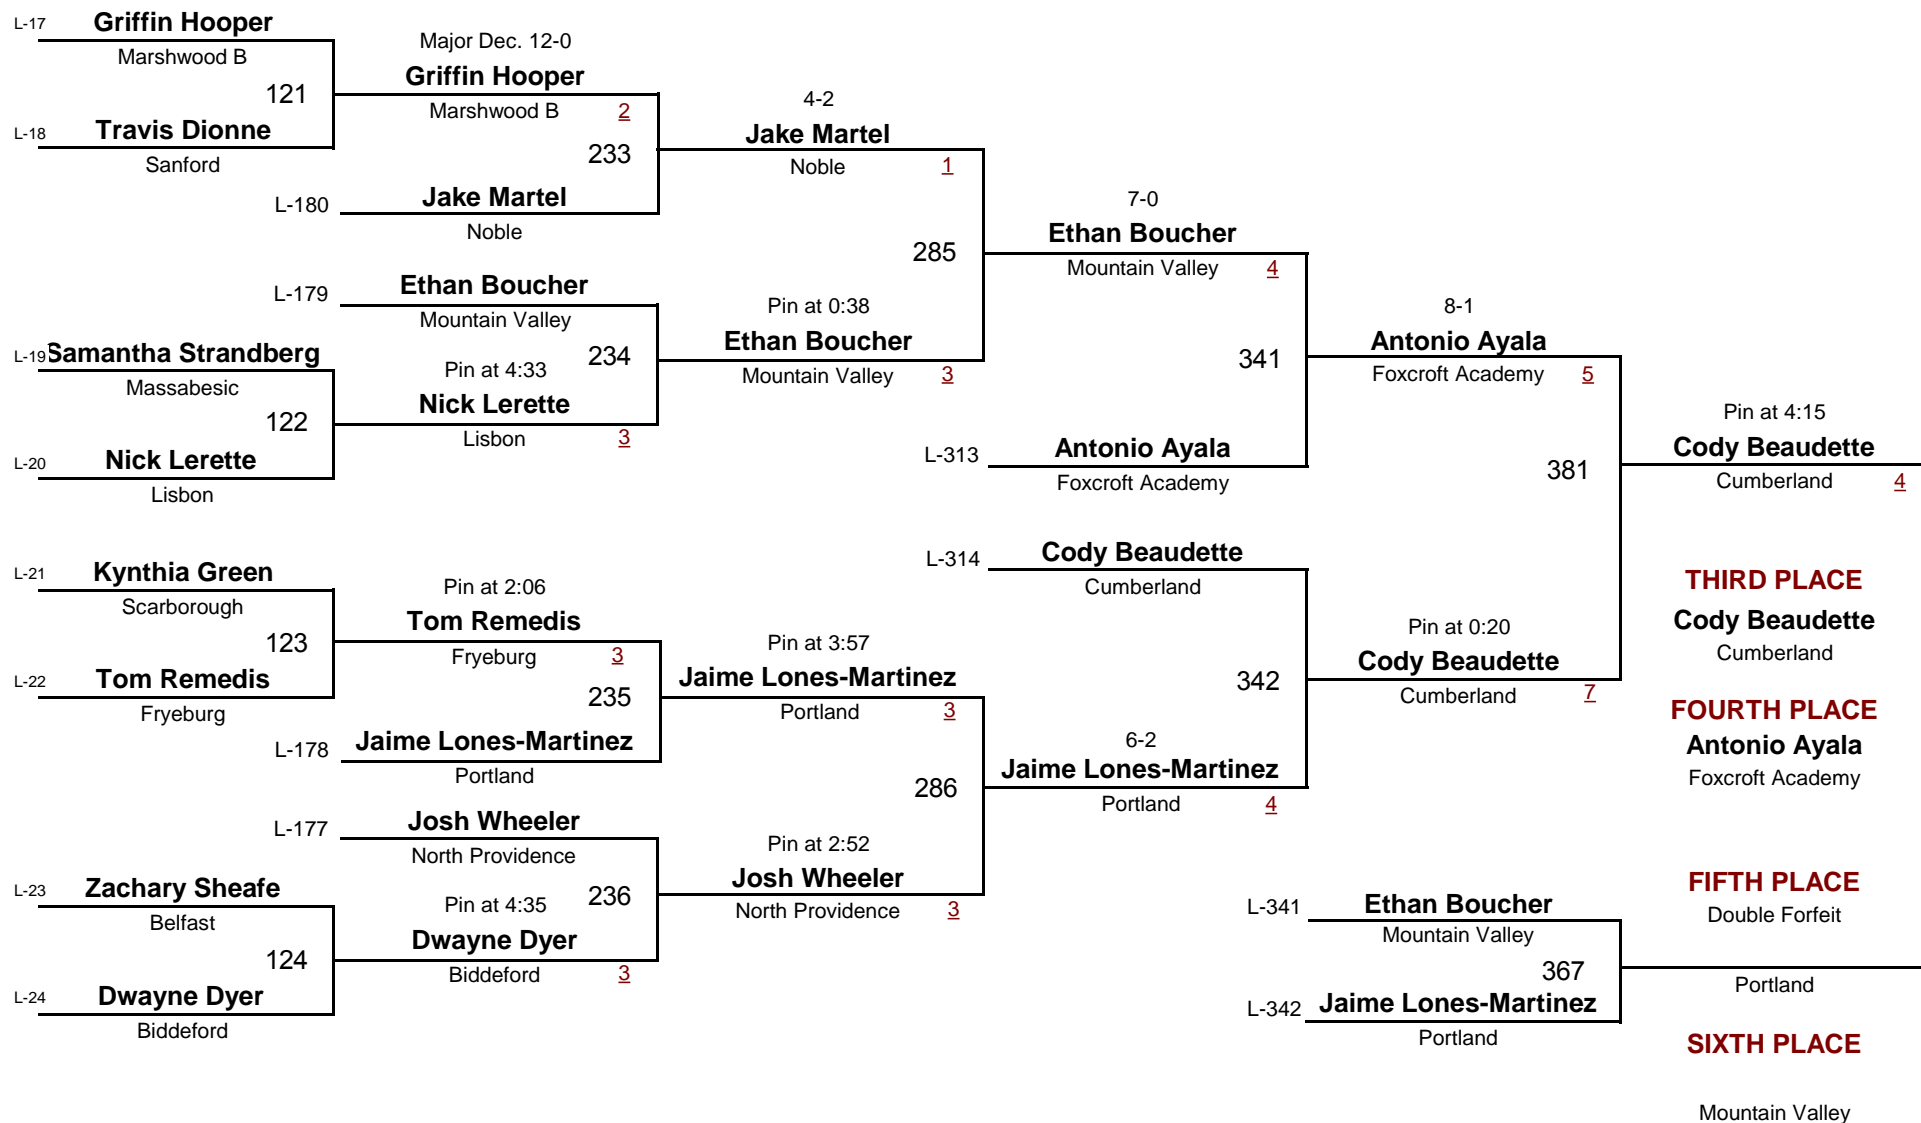 L-17 Griffin Hooper
Marshwood B
121
L-18 Travis Dionne
Sanford
Major Dec. 12-0
Griffin Hooper
Marshwood B 2
233
L-180 Jake Martel
Noble
4-2
Jake Martel
Noble 1
L-179 Ethan Boucher
Mountain Valley
234
L-19 Samantha Strandberg
Massabesic
122
L-20 Nick Lerette
Lisbon
Pin at 4:33
Nick Lerette
Lisbon 3
Pin at 0:38
Ethan Boucher
Mountain Valley 3
285
7-0
Ethan Boucher
Mountain Valley 4
341
L-313 Antonio Ayala
Foxcroft Academy
8-1
Antonio Ayala
Foxcroft Academy 5
381
Pin at 4:15
Cody Beaudette
Cumberland 4
L-21 Kynthia Green
Scarborough
123
L-22 Tom Remedis
Fryeburg
Pin at 2:06
Tom Remedis
Fryeburg 3
235
L-178 Jaime Lones-Martinez
Portland
Pin at 3:57
Jaime Lones-Martinez
Portland 3
286
L-177 Josh Wheeler
North Providence
236
L-23 Zachary Sheafe
Belfast
124
L-24 Dwayne Dyer
Biddeford
Pin at 4:35
Dwayne Dyer
Biddeford 3
Pin at 2:52
Josh Wheeler
North Providence 3
L-314 Cody Beaudette
Cumberland
342
6-2
Jaime Lones-Martinez
Portland 4
Pin at 0:20
Cody Beaudette
Cumberland 7
THIRD PLACE
Cody Beaudette
Cumberland
FOURTH PLACE
Antonio Ayala
Foxcroft Academy
L-341 Ethan Boucher
Mountain Valley
367
L-342 Jaime Lones-Martinez
Portland
FIFTH PLACE
Double Forfeit
Portland
SIXTH PLACE
Mountain Valley